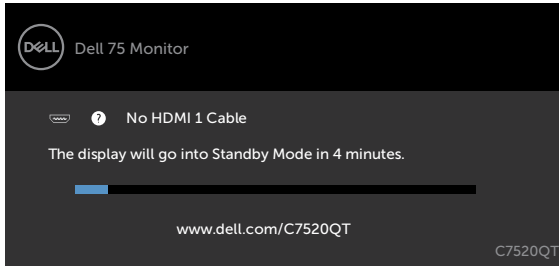 DELL
Dell 75 Monitor
? No HDMI 1 Cable
The display will go into Standby Mode in 4 minutes.
www.dell.com/C7520QT
C7520QT